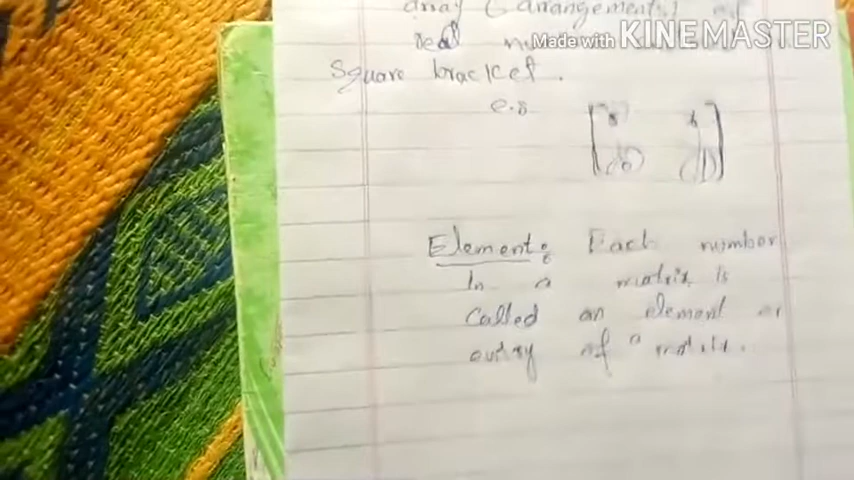 array (arrangement) of
real
Made with KINEMASTER
Square bracket.
e.g
Element: Each number
In a matrix is
called an element or
entry of a matrix.